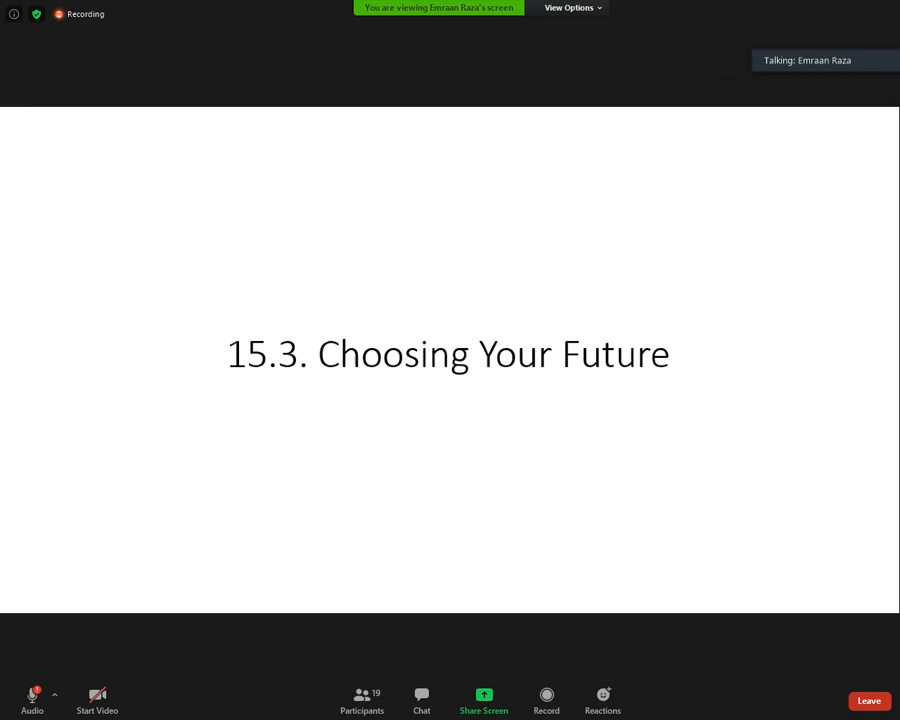 Recording
You are viewing Emraan Raza's screen
View Options
Talking: Emraan Raza
15.3. Choosing Your Future
Audio
Start Video
Participants
19
Chat
Share Screen
Record
Reactions
Leave